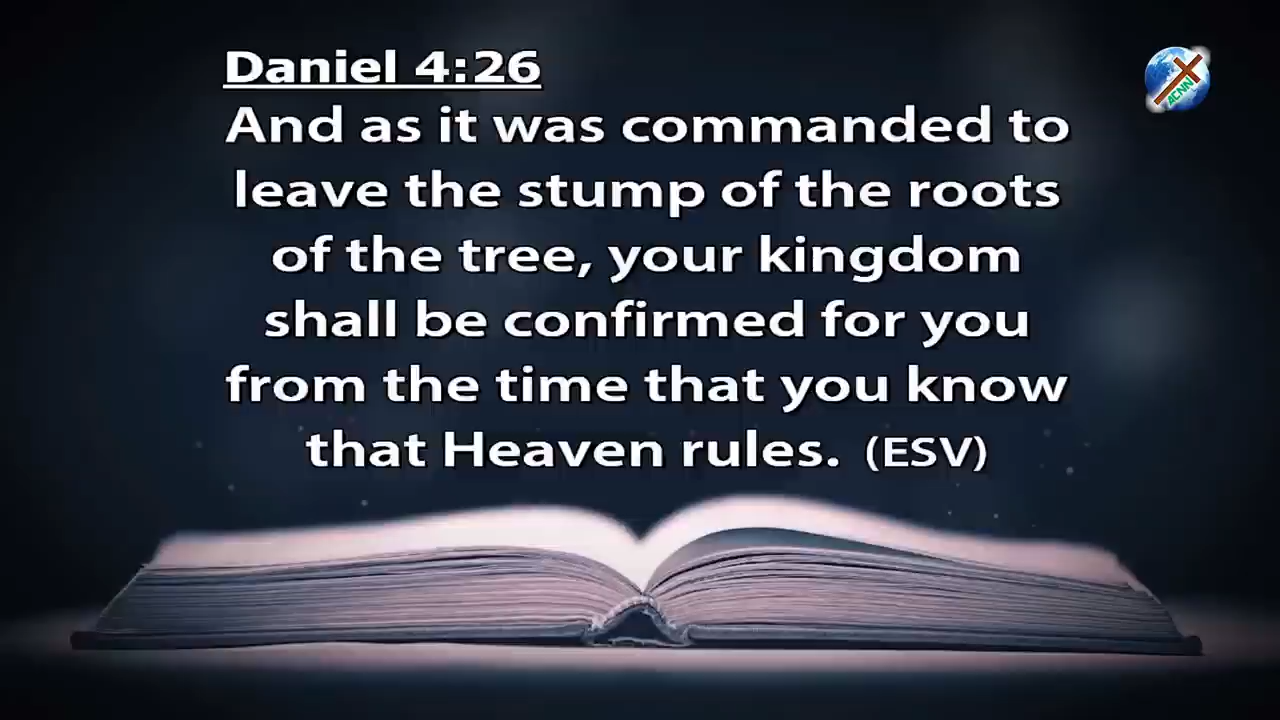 Daniel 4:26
And as it was commanded to
leave the stump of the roots
of the tree, your kingdom
shall be confirmed for you
from the time that you know
that Heaven rules. (ESV)
ACNN